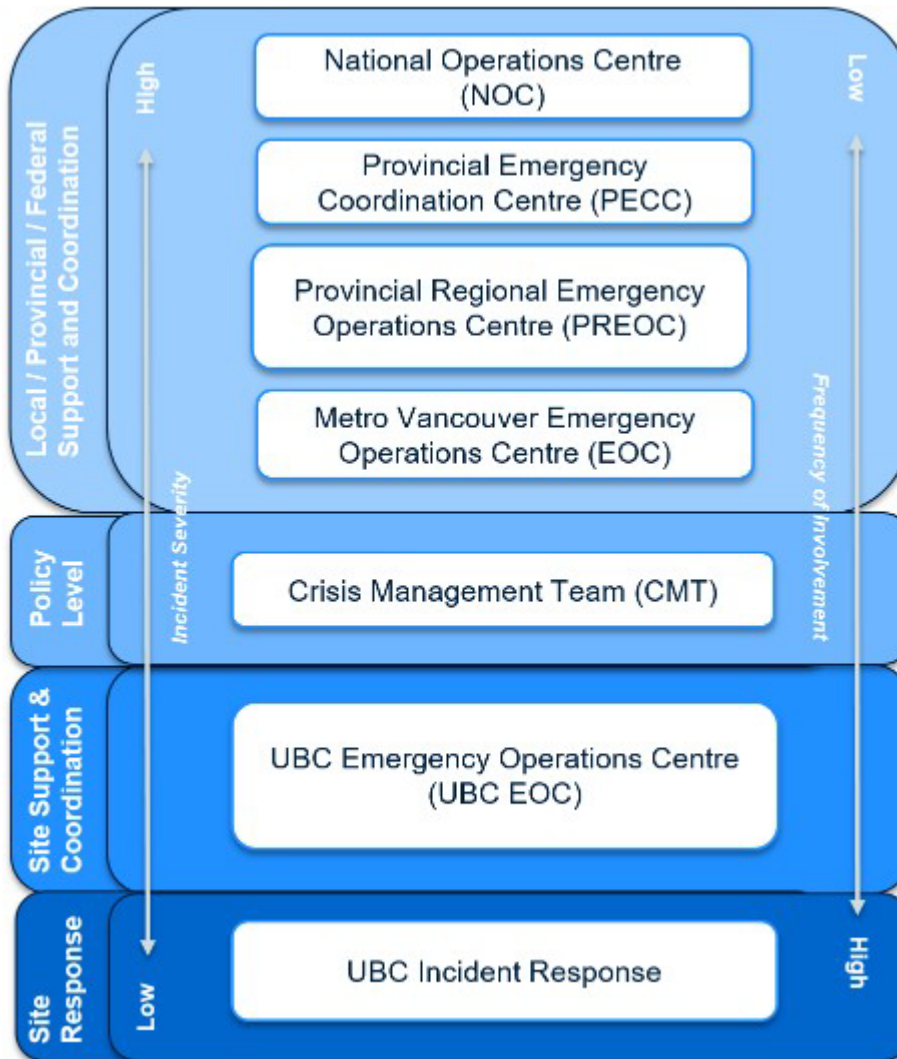 Local / Provincial / Federal
Support and Coordination
High
Low
National Operations Centre
(NOC)
Provincial Emergency
Coordination Centre (PECC)
Provincial Regional Emergency
Operations Centre (PREOC)
Metro Vancouver Emergency
Operations Centre (EOC)
Incident Severity
Frequency of Involvement
Policy
Level
Crisis Management Team (CMT)
Site Support &
Coordination
UBC Emergency Operations Centre
(UBC EOC)
Site
Response
Low
UBC Incident Response
High